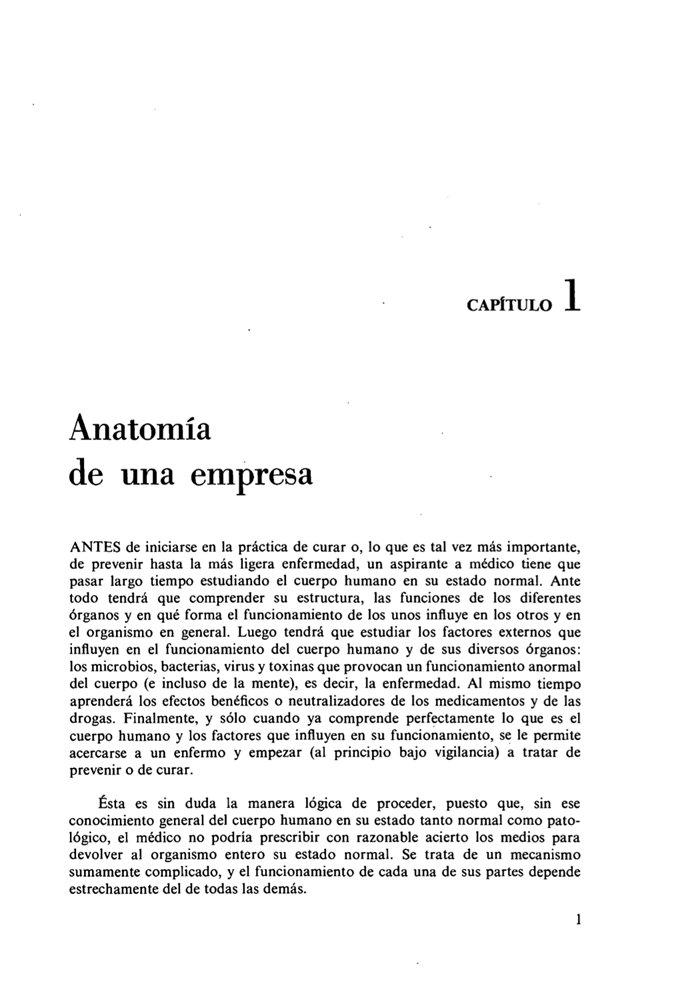 CAPÍTULO 1
Anatomía
de una empresa
ANTES de iniciarse en la práctica de curar o, lo que es tal vez más importante,
de prevenir hasta la más ligera enfermedad, un aspirante a médico tiene que
pasar largo tiempo estudiando el cuerpo humano en su estado normal. Ante
todo tendrá que comprender su estructura, las funciones de los diferentes
órganos y en qué forma el funcionamiento de los unos influye en los otros y en
el organismo en general. Luego tendrá que estudiar los factores externos que
influyen en el funcionamiento del cuerpo humano y de sus diversos órganos:
los microbios, bacterias, virus y toxinas que provocan un funcionamiento anormal
del cuerpo (e incluso de la mente), es decir, la enfermedad. Al mismo tiempo
aprenderá los efectos benéficos o neutralizadores de los medicamentos y de las
drogas. Finalmente, y sólo cuando ya comprende perfectamente lo que es el
cuerpo humano y los factores que influyen en su funcionamiento, se le permite
acercarse a un enfermo y empezar (al principio bajo vigilancia) a tratar de
prevenir o de curar.
Ésta es sin duda la manera lógica de proceder, puesto que, sin ese
conocimiento general del cuerpo humano en su estado tanto normal como pato-
lógico, el médico no podría prescribir con razonable acierto los medios para
devolver al organismo entero su estado normal. Se trata de un mecanismo
sumamente complicado, y el funcionamiento de cada una de sus partes depende
estrechamente del de todas las demás.
1